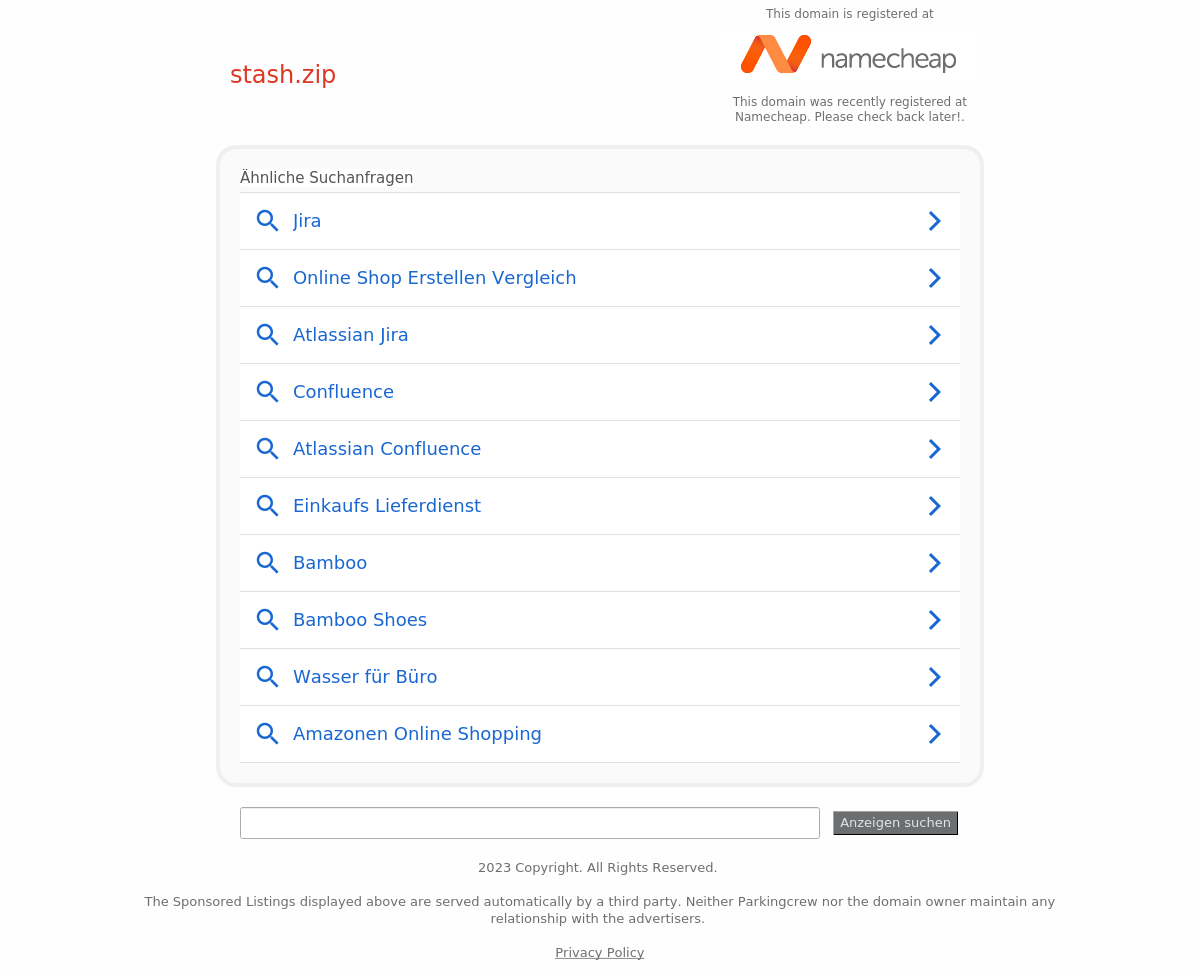 This domain is registered at
namecheap
stash.zip
This domain was recently registered at
Namecheap. Please check back later!.
Ähnliche Suchanfragen
Jira
Online Shop Erstellen Vergleich
Atlassian Jira
Confluence
Atlassian Confluence
Einkaufs Lieferdienst
Bamboo
Bamboo Shoes
Wasser für Büro
Amazonen Online Shopping
Anzeigen suchen
2023 Copyright. All Rights Reserved.
The Sponsored Listings displayed above are served automatically by a third party. Neither Parkingcrew nor the domain owner maintain any
relationship with the advertisers.
Privacy Policy